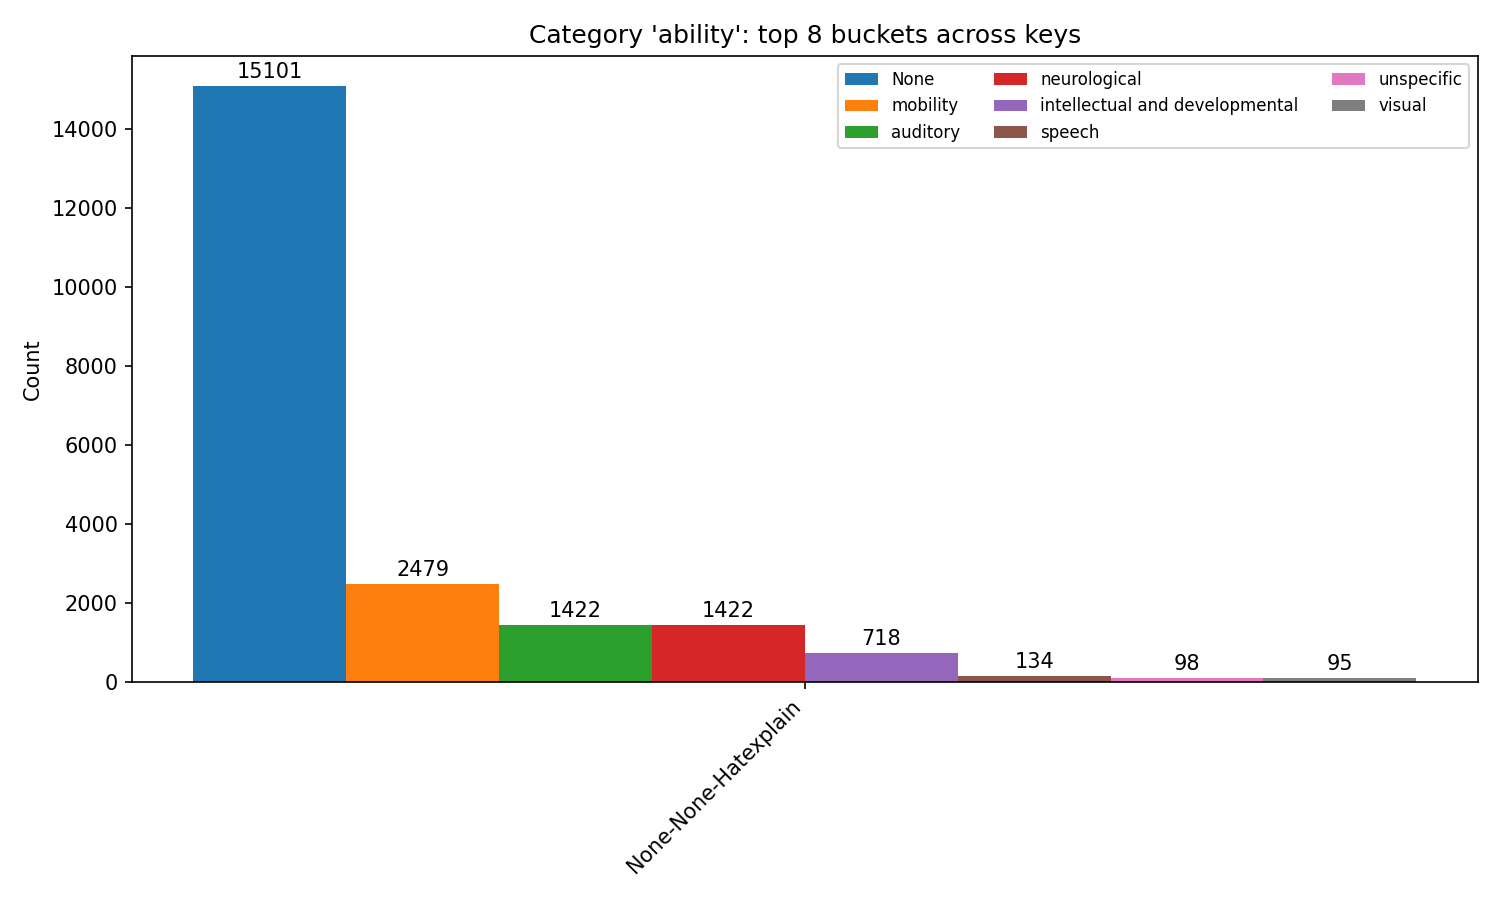 Category 'ability': top 8 buckets across keys
None
mobility
auditory
neurological
intellectual and developmental
speech
unspecific
visual
Count
14000
12000
10000
8000
6000
4000
2000
0
15101
2479
1422
1422
718
134
98
95
None-None-Hatexplain